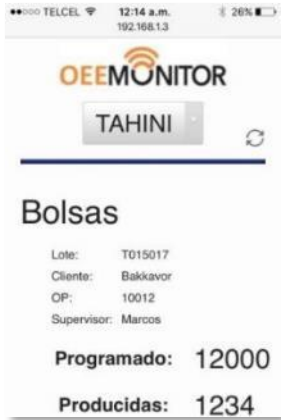 TELCEL 12:14 a.m. 26%
192.168.1.3
OEEMONITOR
TAHINI
Bolsas
Lote: T015017
Cliente: Bakkavor
OP: 10012
Supervisor: Marcos
Programado: 12000
Producidas: 1234